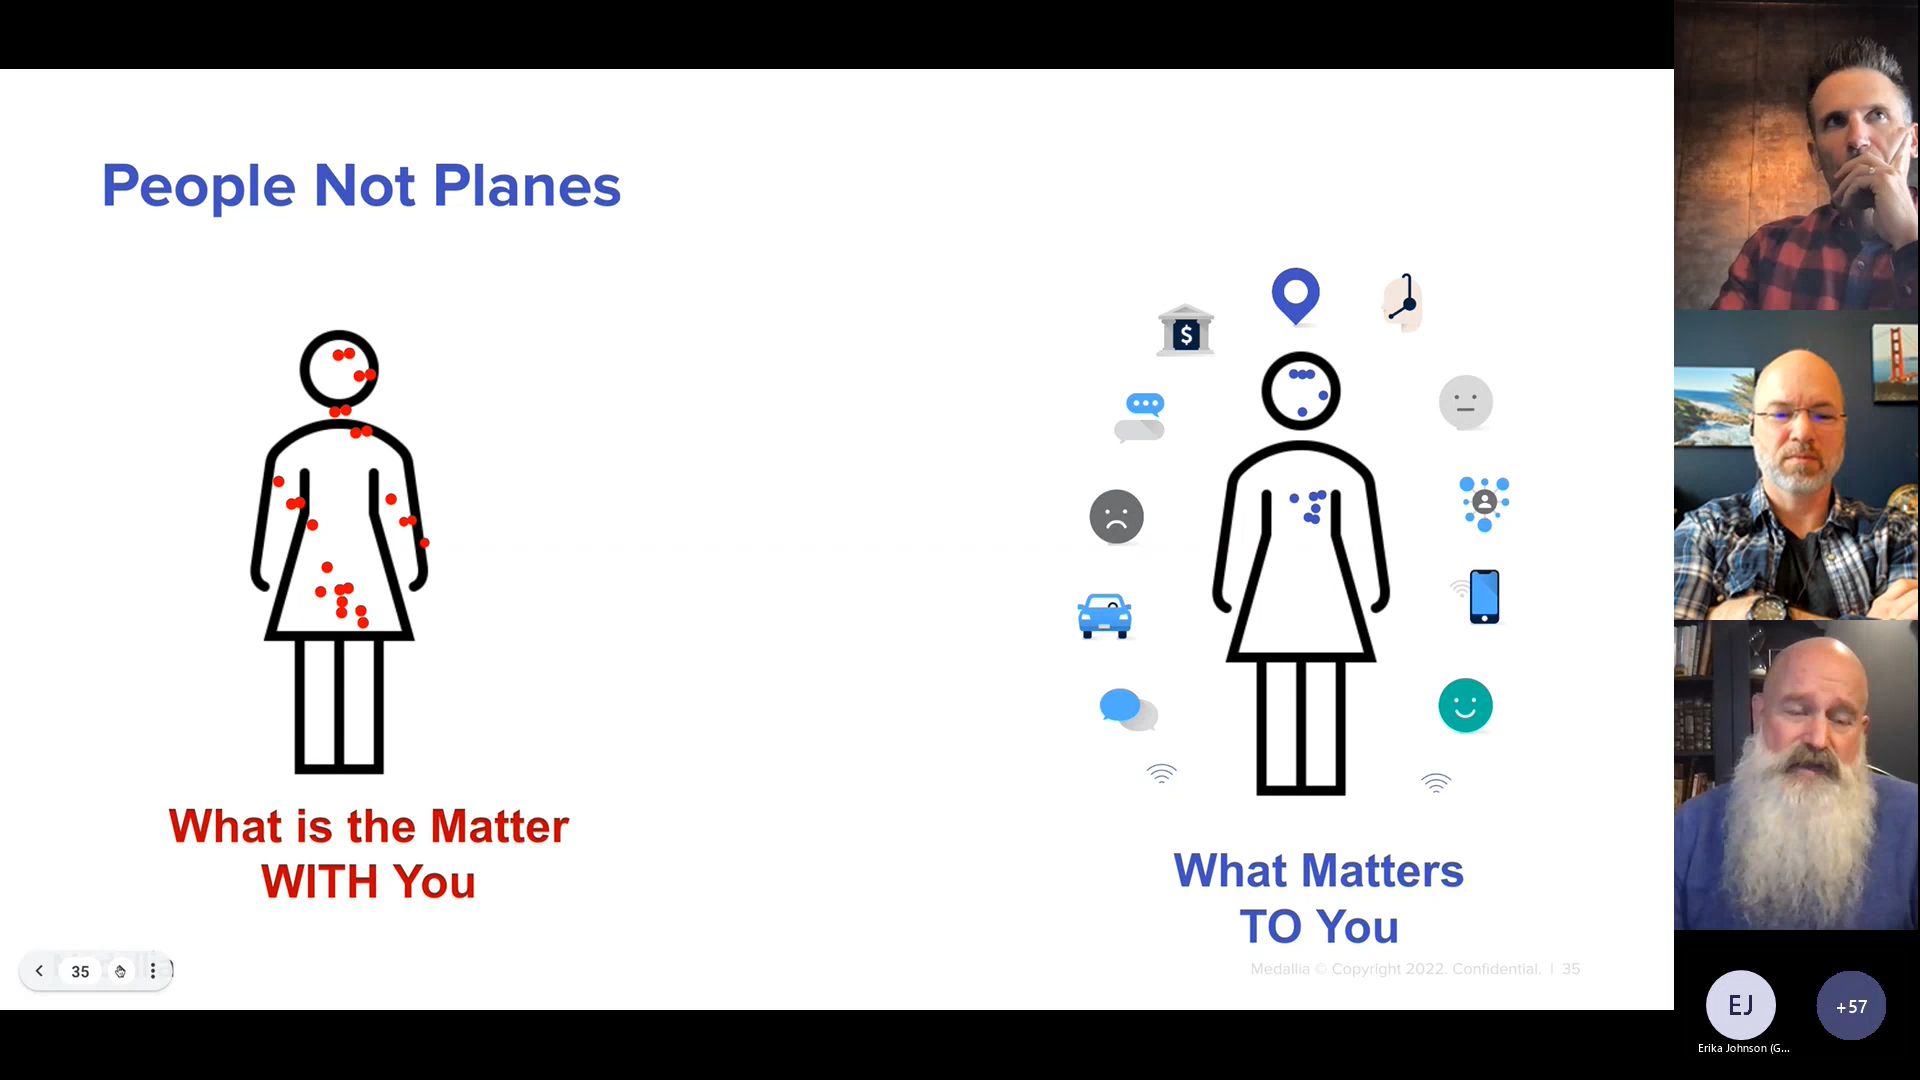 People Not Planes
$
What is the Matter
WITH You
What Matters
TO You
Medallia © Copyright 2022. Confidential. | 35
35
EJ
+57
Erika Johnson (G...